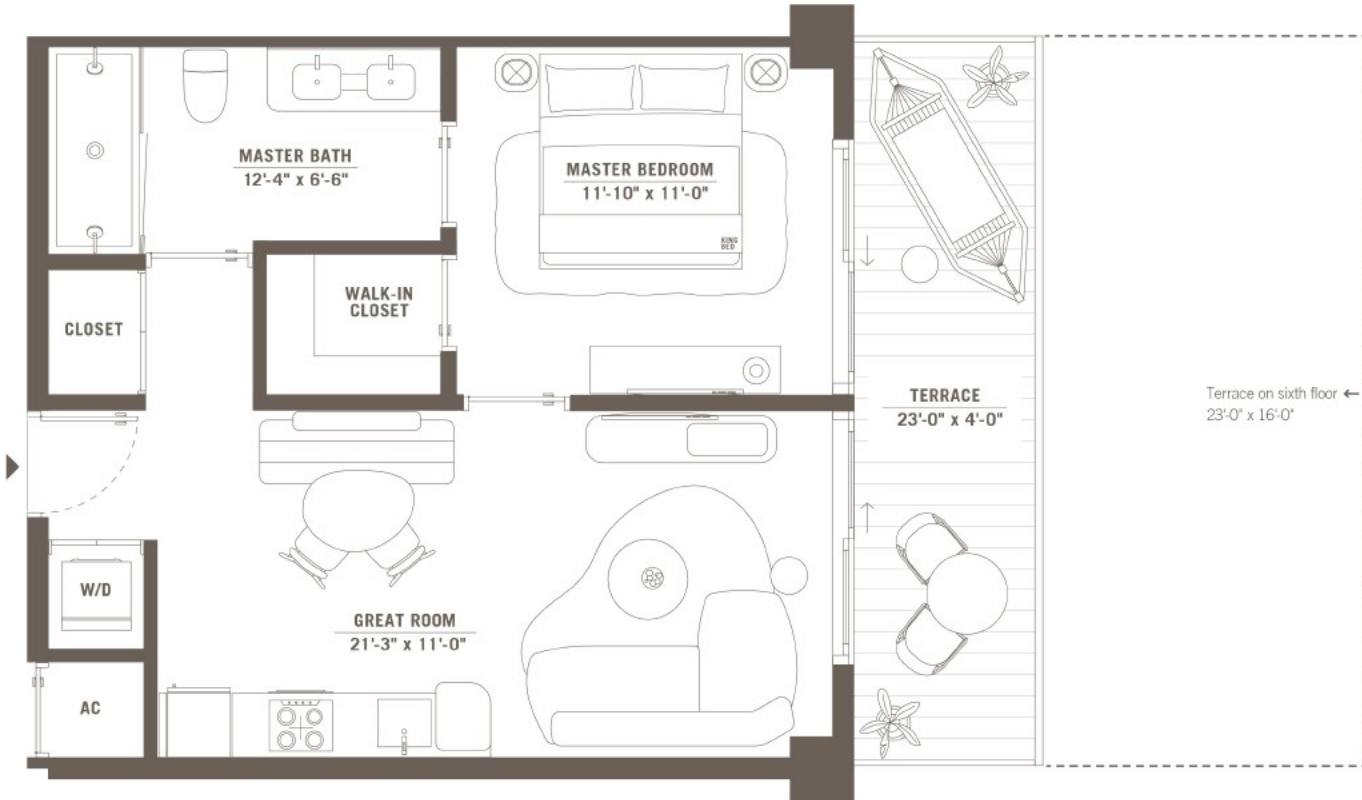 MASTER BATH
12'-4" x 6'-6"
MASTER BEDROOM
11'-10" x 11'-0"
KING
BED
WALK-IN
CLOSET
CLOSET
TERRACE
23'-0" x 4'-0"
Terrace on sixth floor ←
23'-0" x 16'-0"
W/D
GREAT ROOM
21'-3" x 11'-0"
AC